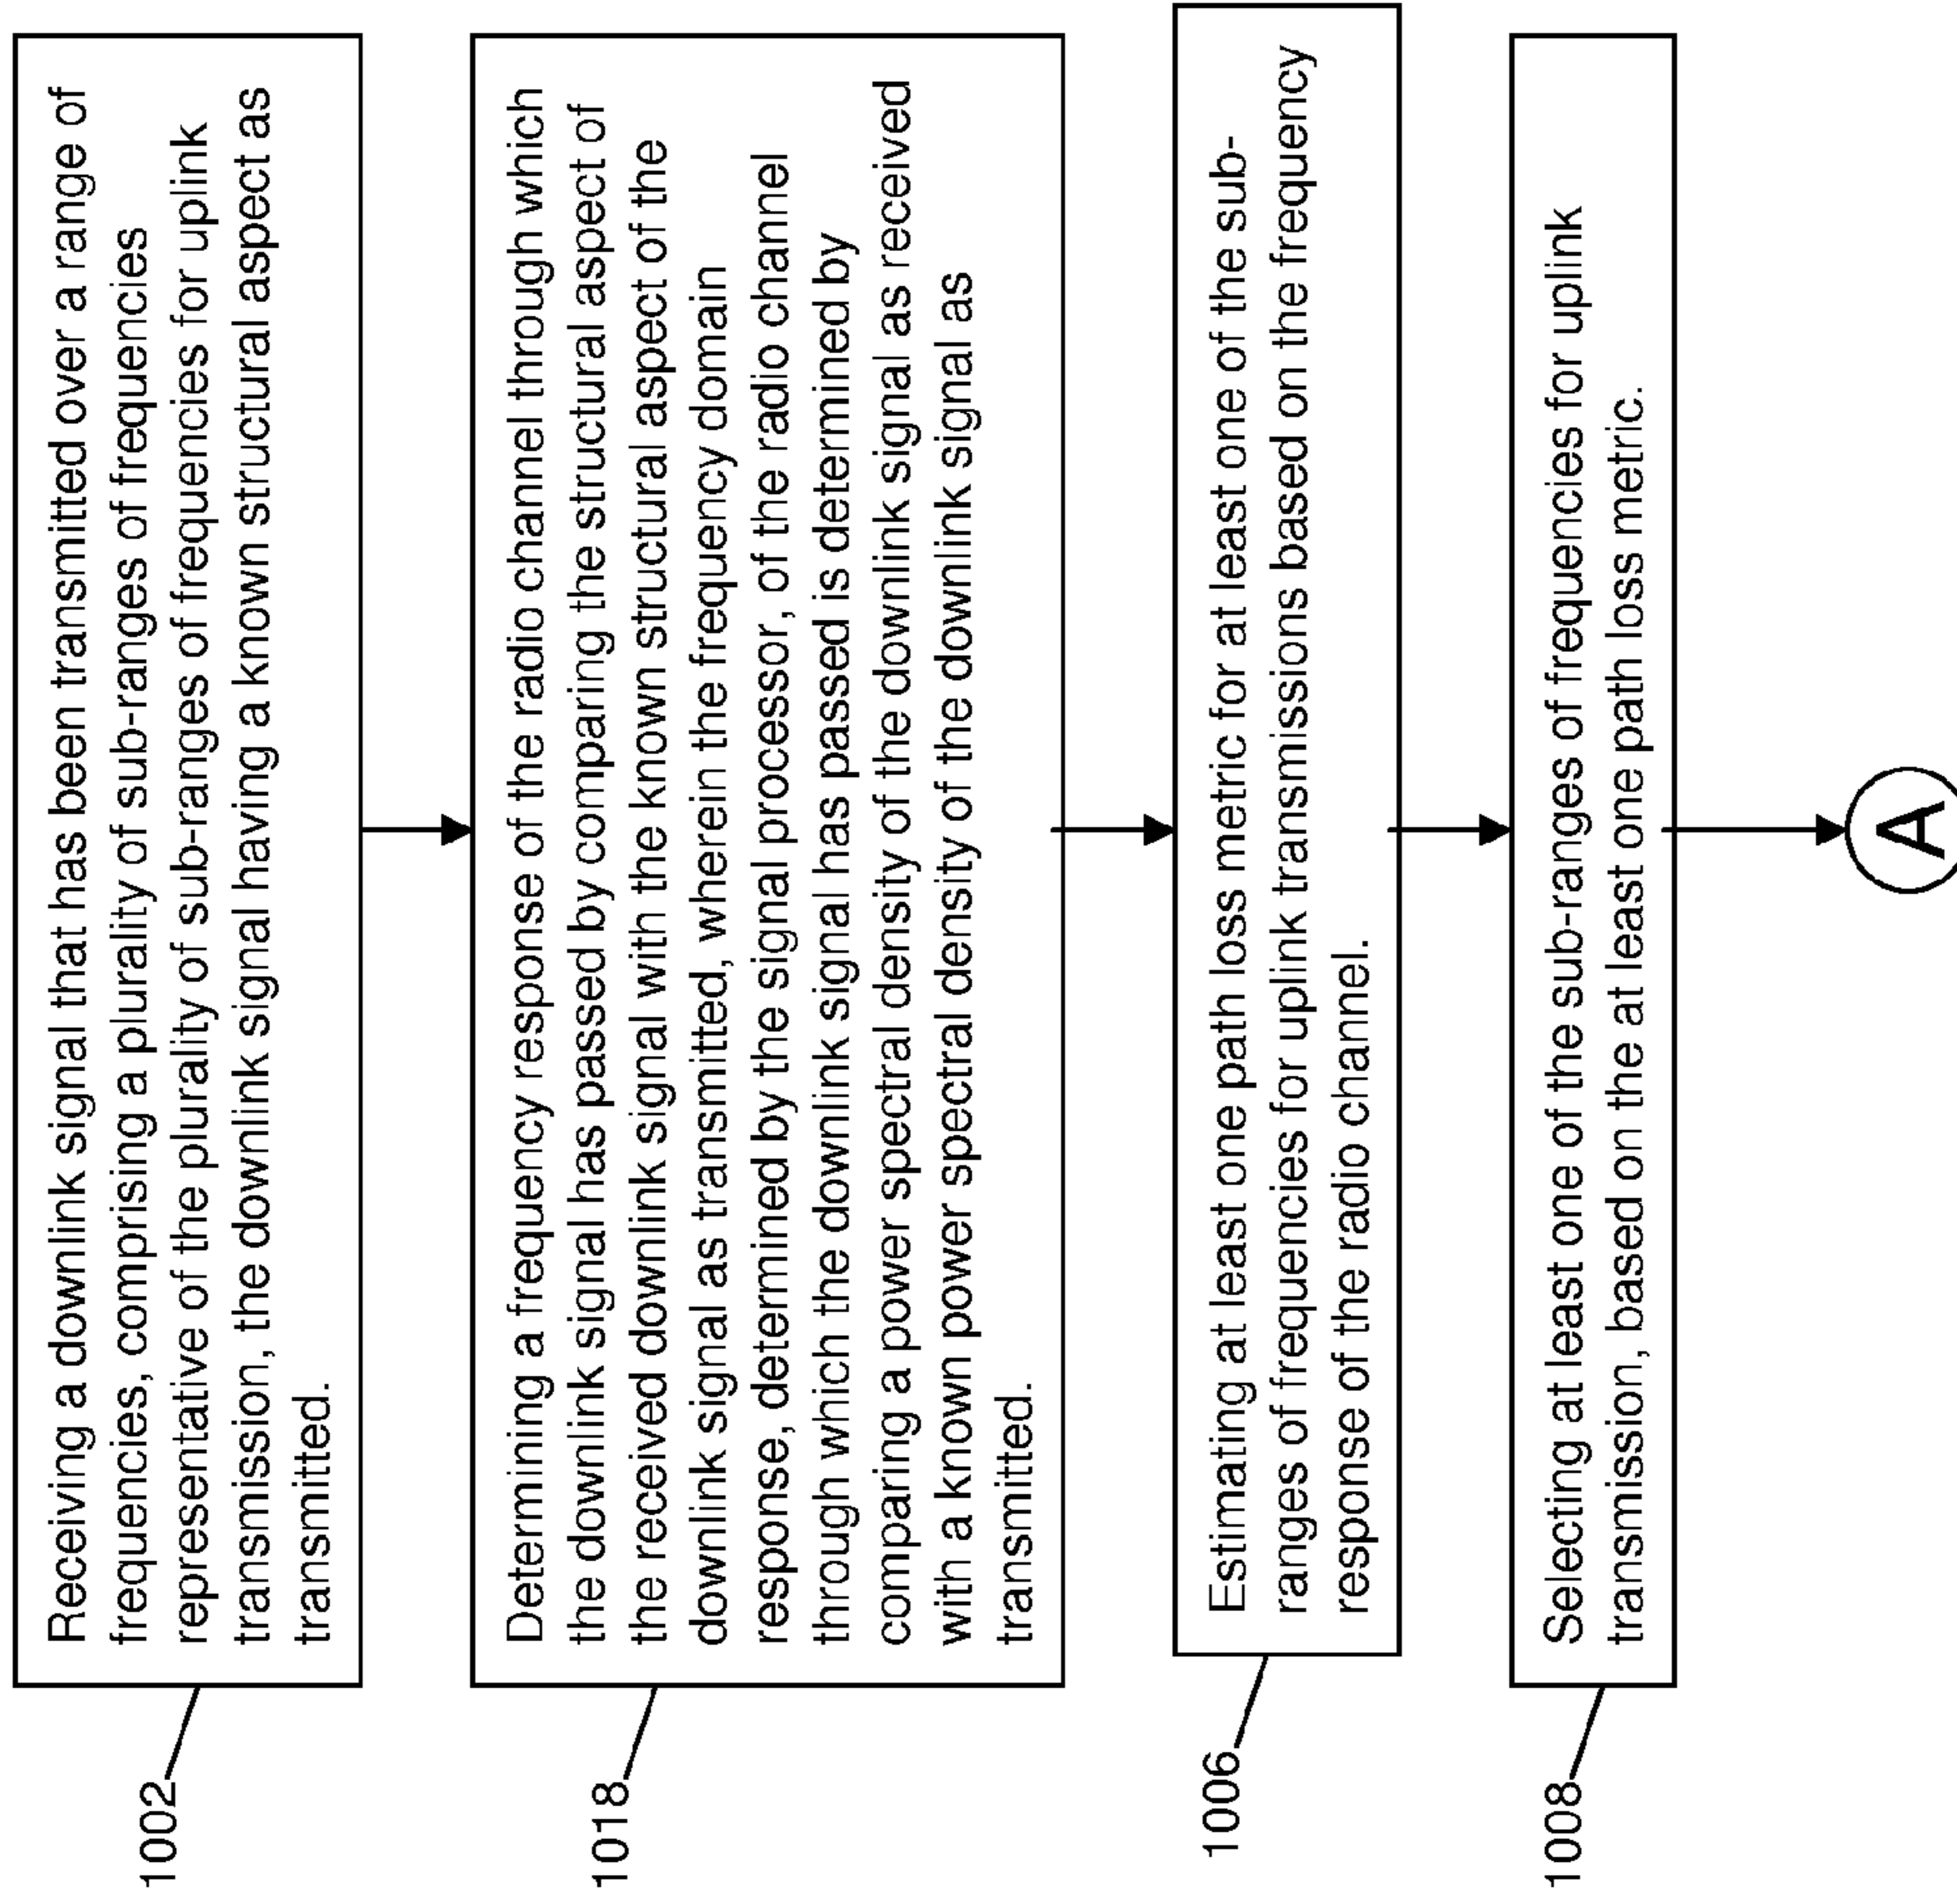 1002
Receiving a downlink signal that has been transmitted over a range of
frequencies, comprising a plurality of sub-ranges of frequencies
representative of the plurality of sub-ranges of frequencies for uplink
transmission, the downlink signal having a known structural aspect as
transmitted.
1018
Determining a frequency response of the radio channel through which
the downlink signal has passed by comparing the structural aspect of
the received downlink signal with the known structural aspect of the
downlink signal as transmitted, wherein the frequency domain
response, determined by the signal processor, of the radio channel
through which the downlink signal has passed is determined by
comparing a power spectral density of the downlink signal as received
with a known power spectral density of the downlink signal as
transmitted.
1006
Estimating at least one path loss metric for at least one of the sub-
ranges of frequencies for uplink transmissions based on the frequency
response of the radio channel.
1008
Selecting at least one of the sub-ranges of frequencies for uplink
transmission, based on the at least one path loss metric.
A